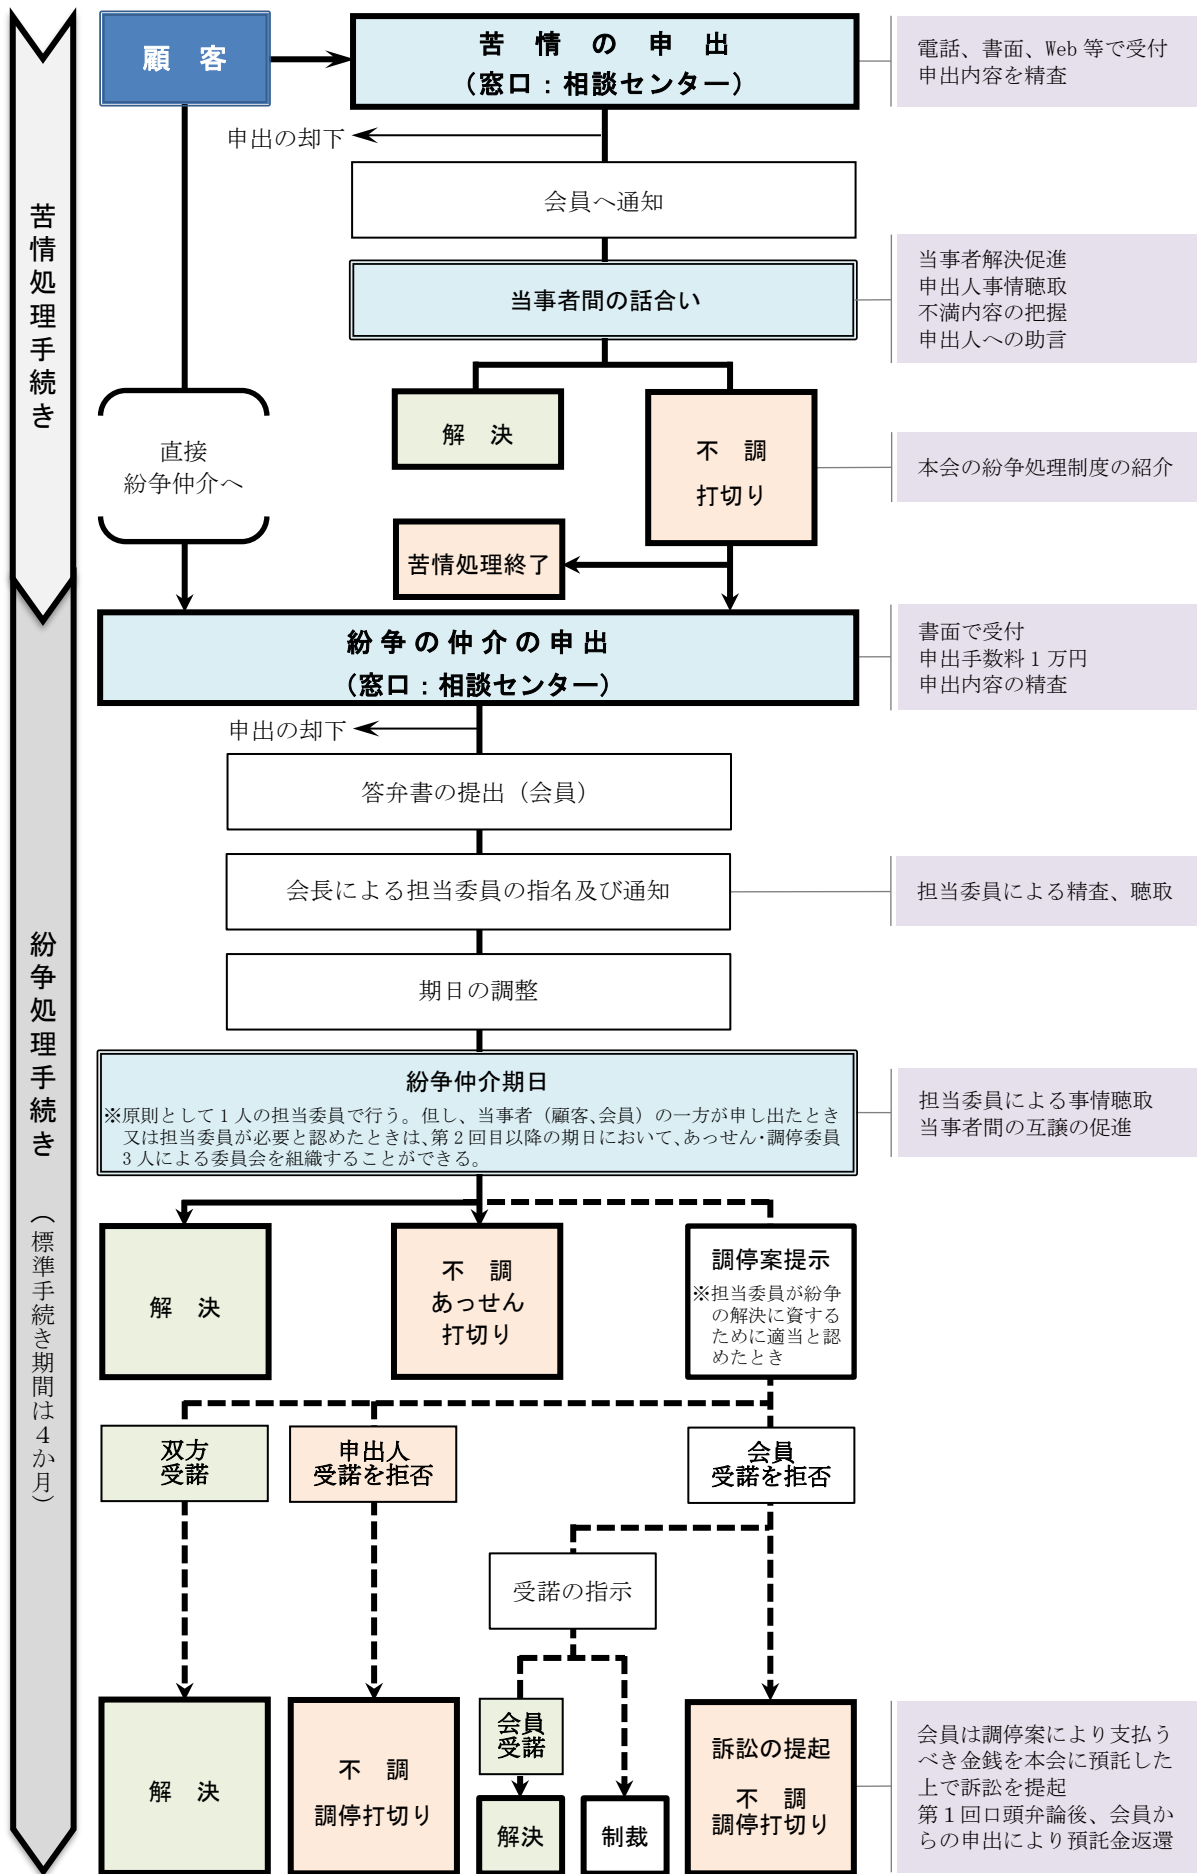 顧　客
苦　情　の　申　出
（窓口：相談センター）
電話、書面、Web 等で受付
申出内容を精査
申出の却下
会員へ通知
苦情処理手続き
当事者間の話合い
当事者解決促進
申出人事情聴取
不満内容の把握
申出人への助言
解　決
不　調
打切り
本会の紛争処理制度の紹介
直接
紛争仲介へ
苦情処理終了
紛争の仲介の申出
（窓口：相談センター）
書面で受付
申出手数料１万円
申出内容の精査
申出の却下
答弁書の提出（会員）
会長による担当委員の指名及び通知
担当委員による精査、聴取
期日の調整
紛争処理手続き
（標準手続き期間は４か月）
紛争仲介期日
※原則として１人の担当委員で行う。但し、当事者（顧客、会員）の一方が申し出たとき
又は担当委員が必要と認めたときは、第２回目以降の期日において、あっせん・調停委員
３人による委員会を組織することができる。
担当委員による事情聴取
当事者間の互譲の促進
解　決
不　調
あっせん
打切り
調停案提示
※担当委員が紛争
の解決に資する
ために適当と認
めたとき
双方
受諾
申出人
受諾を拒否
会員
受諾を拒否
受諾の指示
解　決
不　調
調停打切り
会員
受諾
解決
制裁
訴訟の提起
不　調
調停打切り
会員は調停案により支払う
べき金銭を本会に預託した
上で訴訟を提起
第１回口頭弁論後、会員か
らの申出により預託金返還